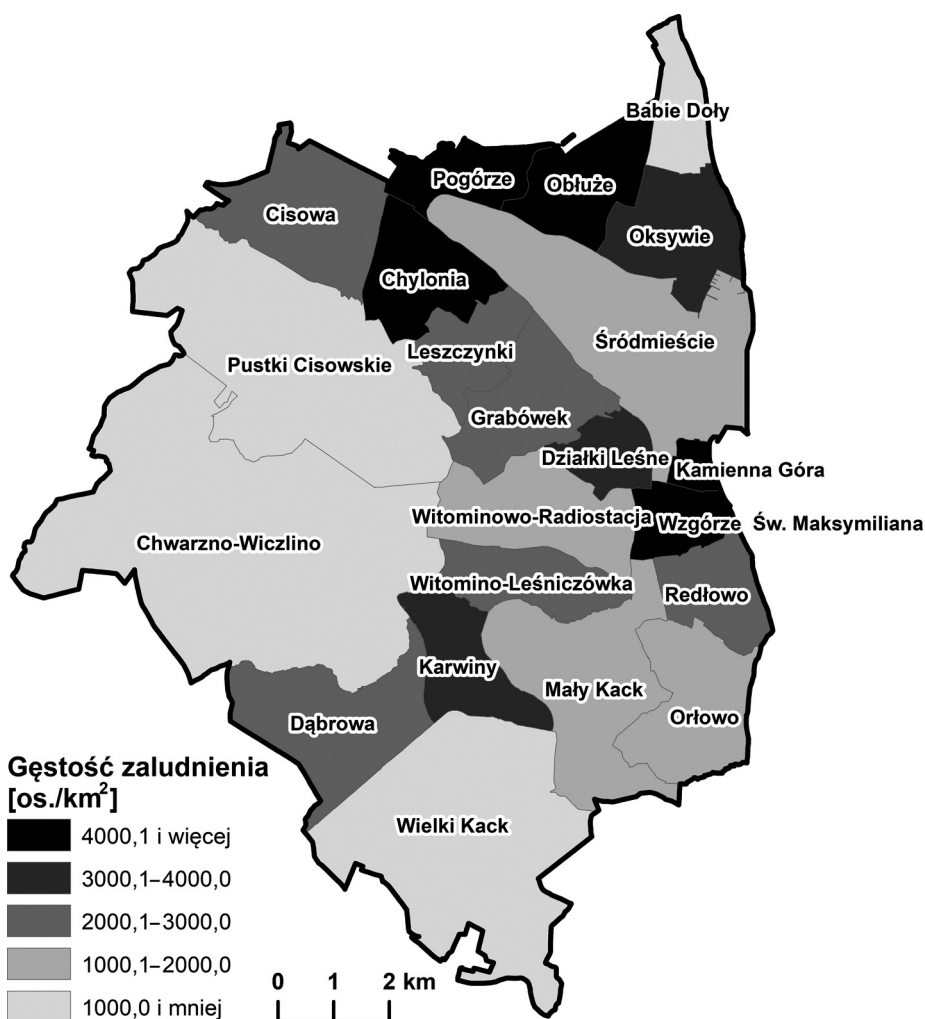 Babie Doły
Pogórze
Obłuże
Cisowa
Oksywie
Chylonia
Śródmieście
Leszczynki
Pustki Cisowskie
Grabówek
Działki Leśne
Kamienna Góra
Witominowo-Radiostacja
Wzgórze Św. Maksymiliana
Chwarzno-Wiczlino
Witomino-Leśniczówka
Redłowo
Karwiny
Mały Kack
Dąbrowa
Orłowo
Wielki Kack
Gęstość zaludnienia
[os./km²]
4000,1 i więcej
3000,1–4000,0
2000,1–3000,0
1000,1–2000,0
1000,0 i mniej
0 1 2 km